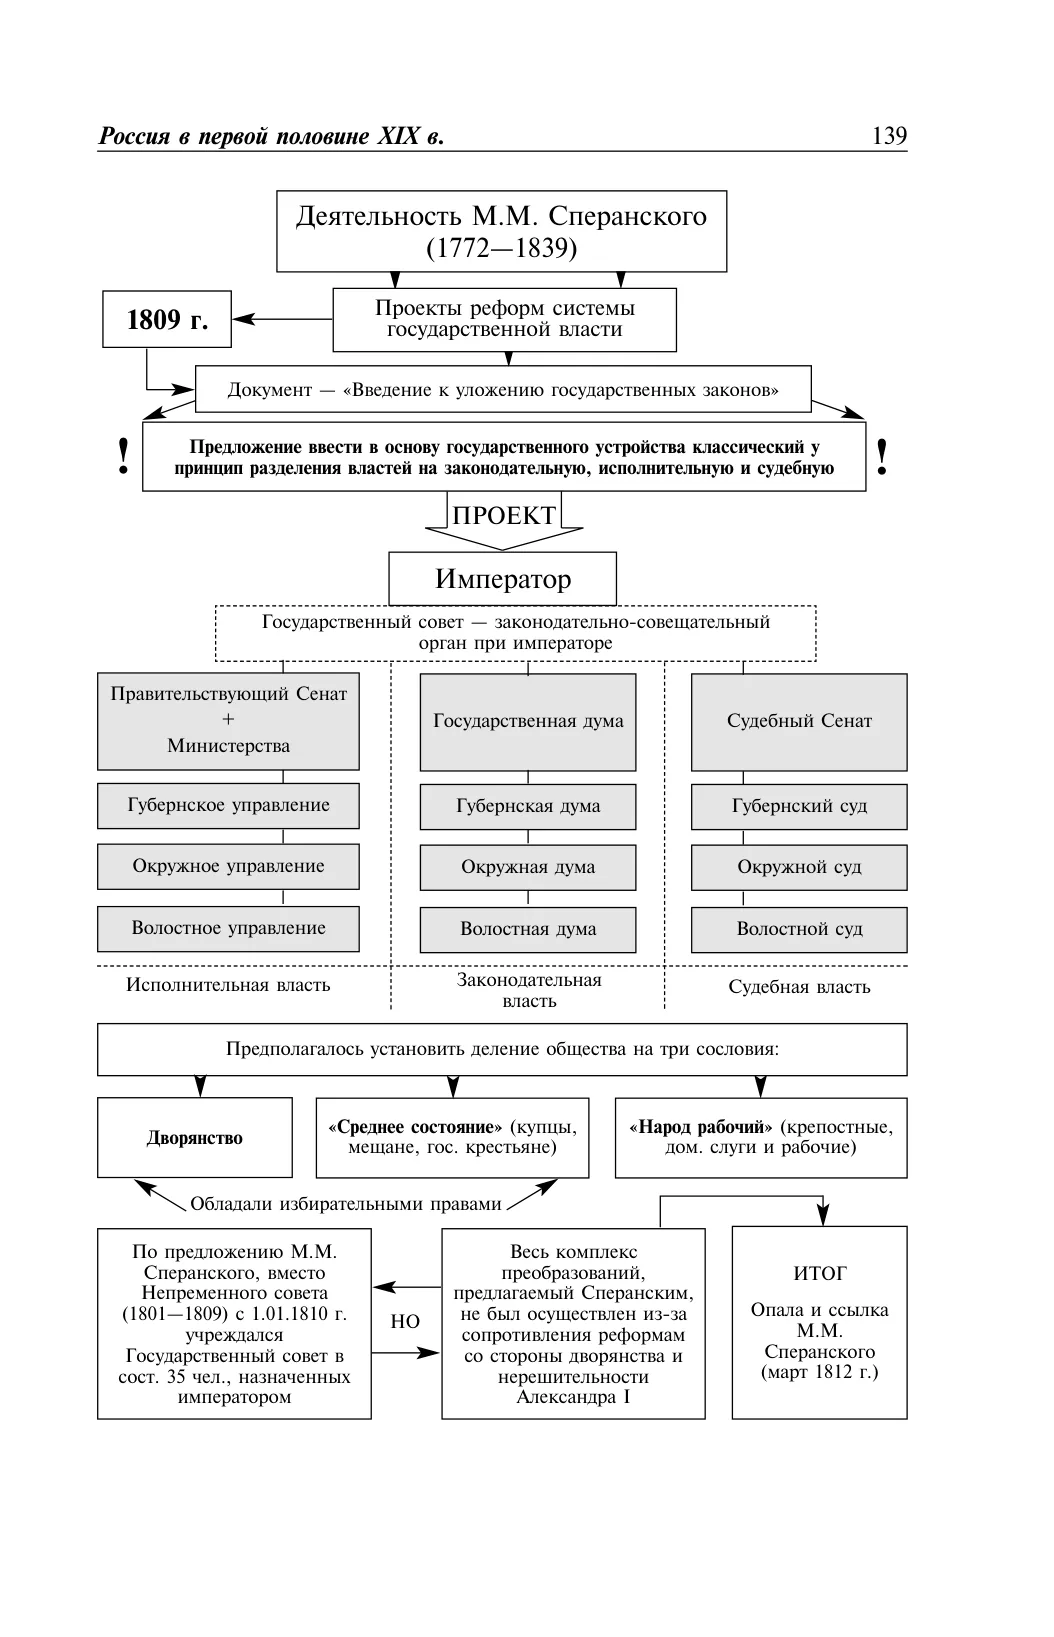 Россия в первой половине XIX в. 139
Деятельность М.М. Сперанского
(1772—1839)
1809 г.
Проекты реформ системы
государственной власти
Документ — «Введение к уложению государственных законов»
! Предложение ввести в основу государственного устройства классический у !
принцип разделения властей на законодательную, исполнительную и судебную
ПРОЕКТ
Император
Государственный совет — законодательно-совещательный
орган при императоре
Правительствующий Сенат
+
Министерства
Государственная дума
Судебный Сенат
Губернское управление
Губернская дума
Губернский суд
Окружное управление
Окружная дума
Окружной суд
Волостное управление
Волостная дума
Волостной суд
Исполнительная власть
Законодательная
власть
Судебная власть
Предполагалось установить деление общества на три сословия:
Дворянство
«Среднее состояние» (купцы,
мещане, гос. крестьяне)
«Народ рабочий» (крепостные,
дом. слуги и рабочие)
Обладали избирательными правами
По предложению М.М.
Сперанского, вместо
Непременного совета
(1801—1809) с 1.01.1810 г.
учреждался
Государственный совет в
сост. 35 чел., назначенных
императором
НО
Весь комплекс
преобразований,
предлагаемый Сперанским,
не был осуществлен из-за
сопротивления реформам
со стороны дворянства и
нерешительности
Александра I
ИТОГ
Опала и ссылка
М.М.
Сперанского
(март 1812 г.)